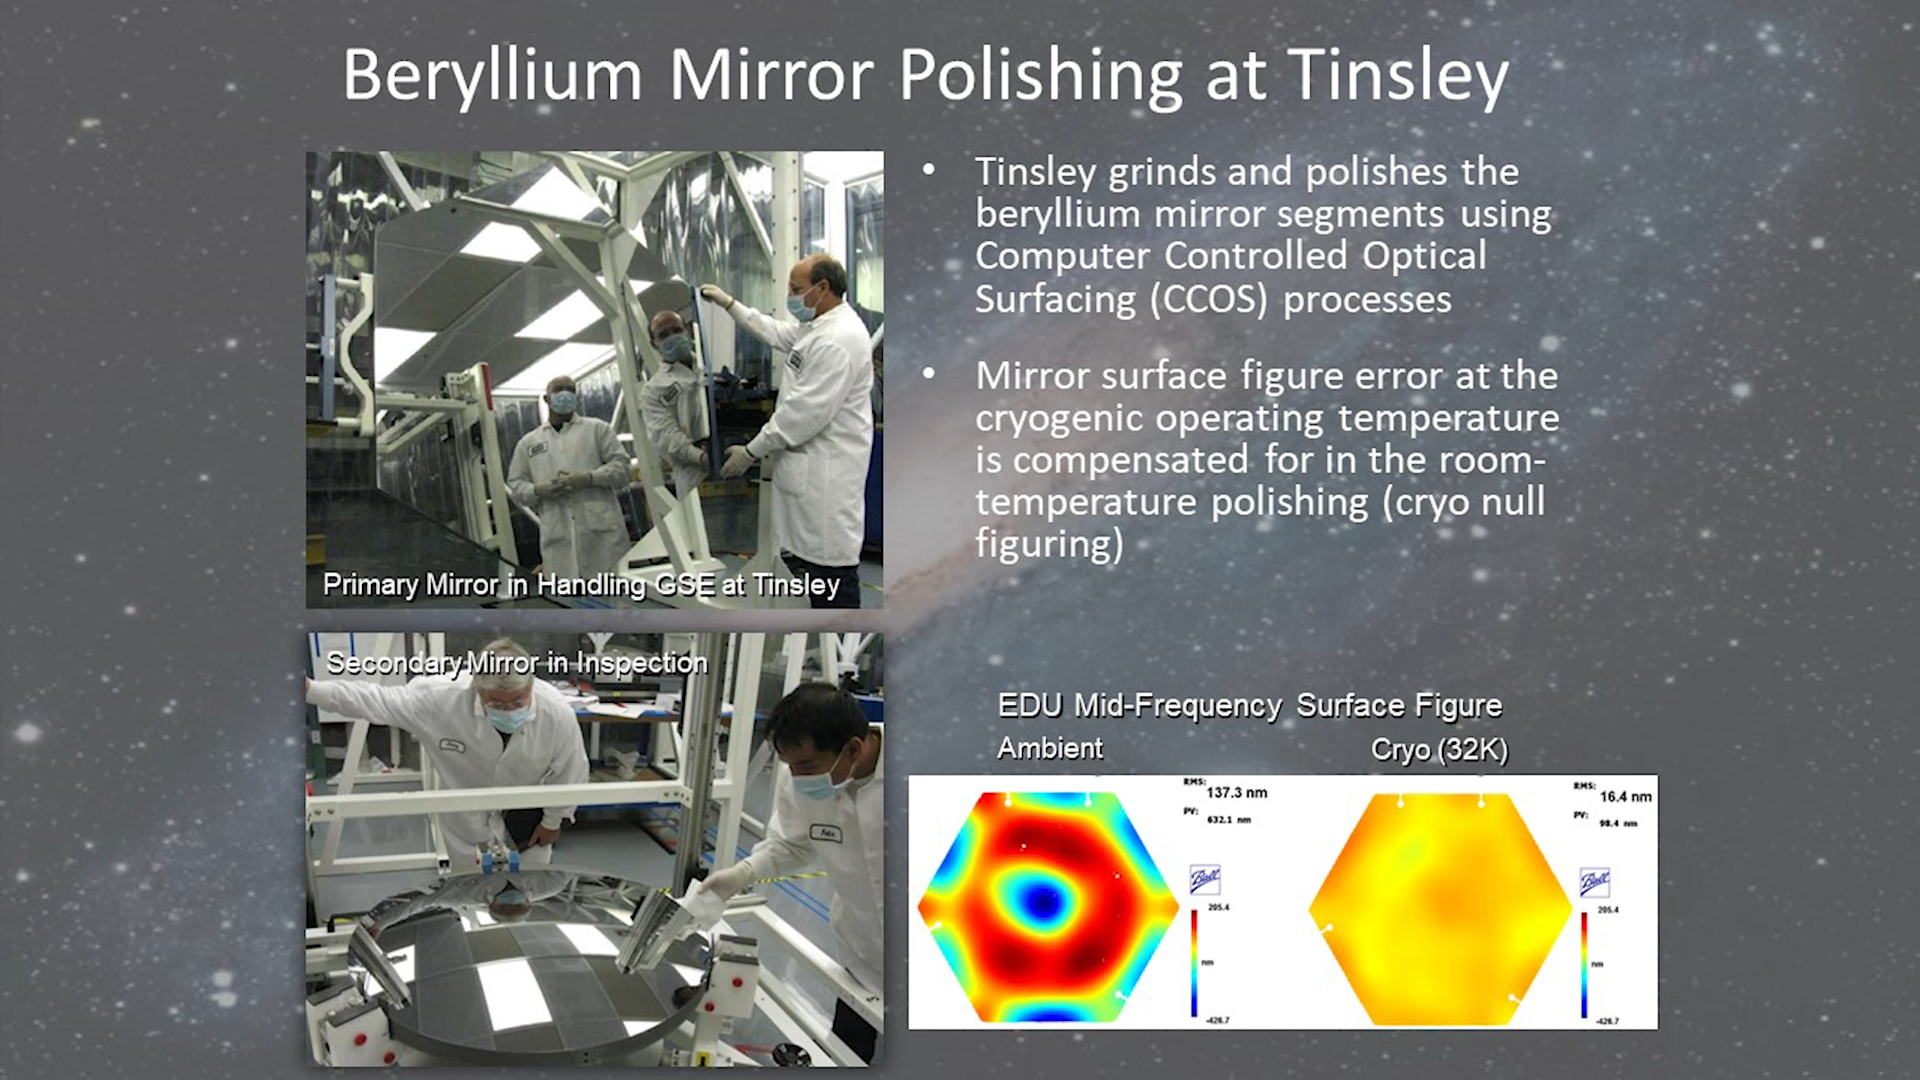 Beryllium Mirror Polishing at Tinsley
Primary Mirror in Handling GSE at Tinsley
Secondary Mirror in Inspection
• Tinsley grinds and polishes the
beryllium mirror segments using
Computer Controlled Optical
Surfacing (CCOS) processes
• Mirror surface figure error at the
cryogenic operating temperature
is compensated for in the room-
temperature polishing (cryo null
figuring)
EDU Mid-Frequency Surface Figure
Ambient
Cryo (32K)
RMS:
137.3 nm
PV:
632.1 nm
Ball
205.4
nm
-426.7
RMS:
16.4 nm
PV:
98.4 nm
Ball
205.4
nm
-426.7